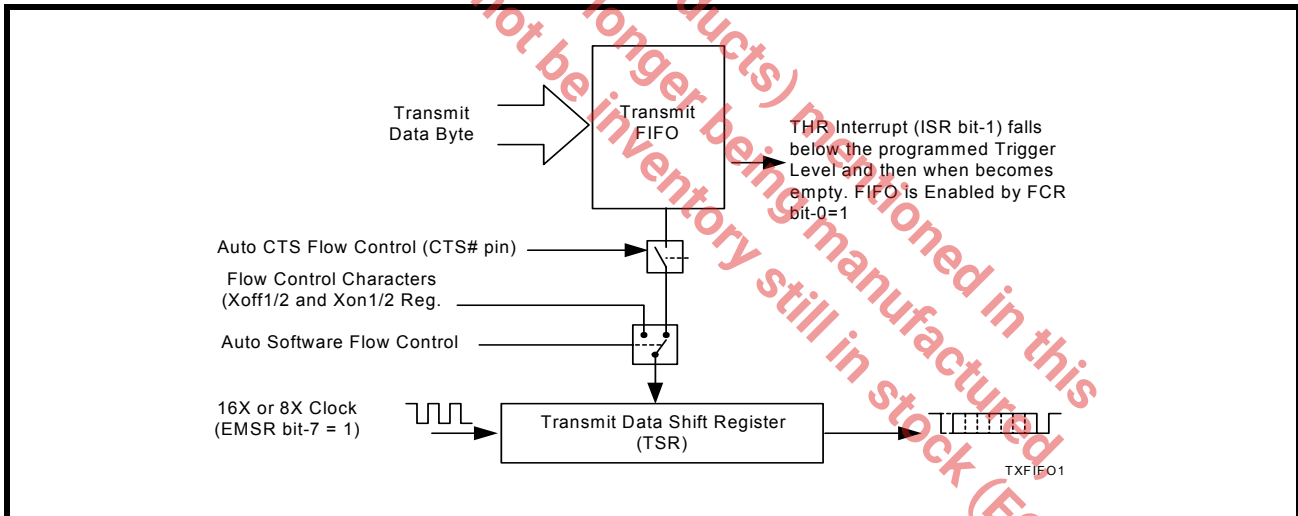 Transmit
Data Byte
Transmit
FIFO
THR Interrupt (ISR bit-1) falls
below the programmed Trigger
Level and then when becomes
empty. FIFO is Enabled by FCR
bit-0=1
Auto CTS Flow Control (CTS# pin)
Flow Control Characters
(Xoff1/2 and Xon1/2 Reg.
Auto Software Flow Control
16X or 8X Clock
(EMSR bit-7 = 1)
Transmit Data Shift Register
(TSR)
TXFIFO1
ducts) mentioned in this
longer being manufactured,
not be inventory still in stock